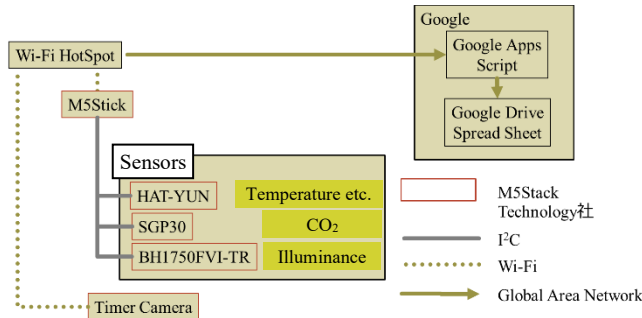 Google
Wi-Fi HotSpot
Google Apps
Script
M5Stick
Google Drive
Spread Sheet
Sensors
HAT-YUN
Temperature etc.
SGP30
CO₂
BH1750FVI-TR
Illuminance
Timer Camera
M5Stack
Technology社
I²C
Wi-Fi
Global Area Network